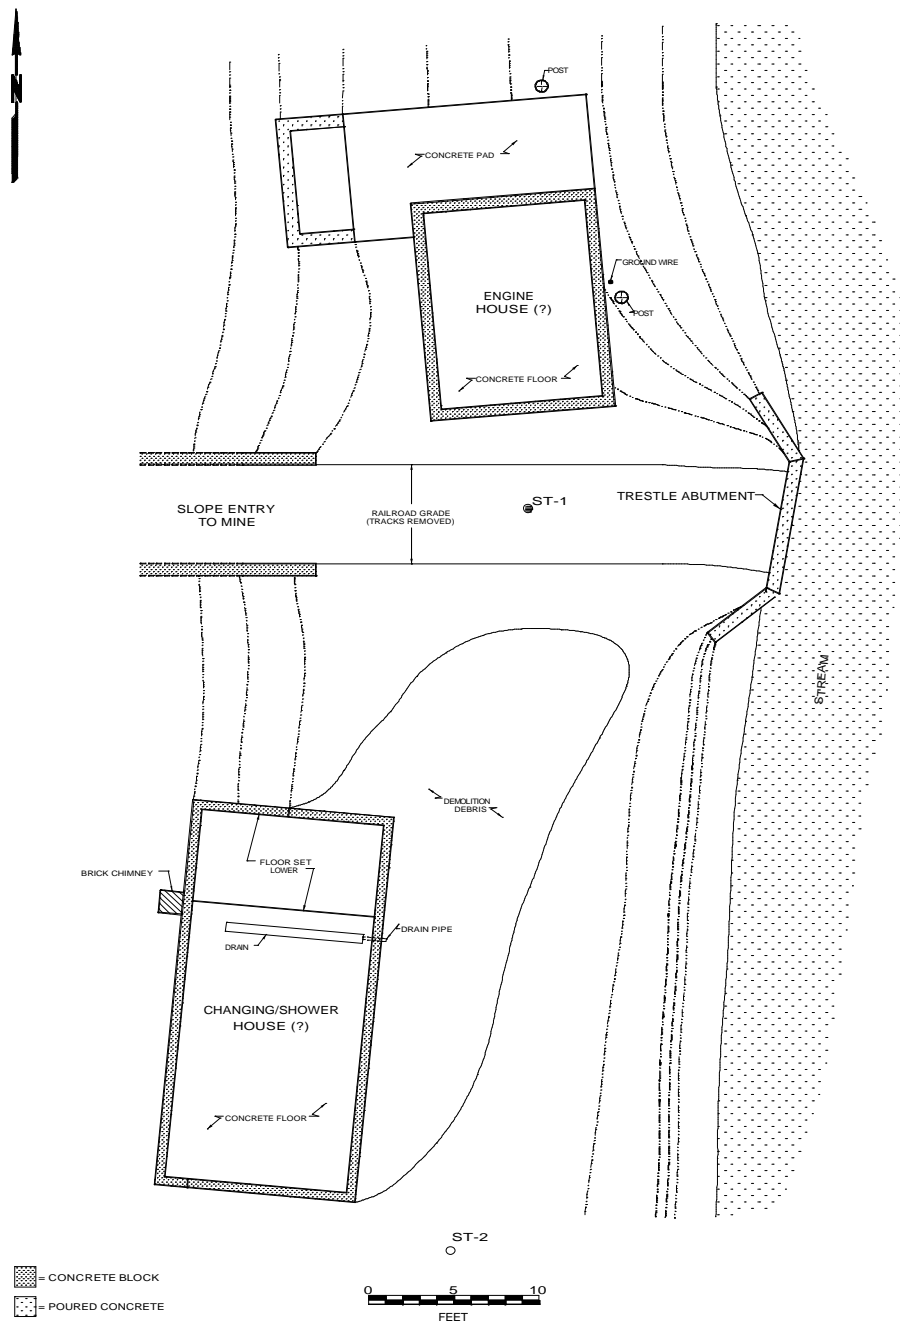 N
POST
CONCRETE PAD
GROUND WIRE
ENGINE
HOUSE (?)
POST
CONCRETE FLOOR
SLOPE ENTRY
TO MINE
RAILROAD GRADE
(TRACKS REMOVED)
ST-1
TRESTLE ABUTMENT
STREAM
DEMOLITION
DEBRIS
FLOOR SET
LOWER
BRICK CHIMNEY
DRAIN PIPE
DRAIN
CHANGING/SHOWER
HOUSE (?)
CONCRETE FLOOR
ST-2
= CONCRETE BLOCK
= POURED CONCRETE
0 5 10
FEET